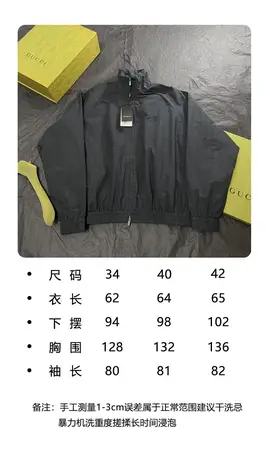 GUCCI
GUCCI
尺码 34 40 42
衣长 62 64 65
下摆 94 98 102
胸围 128 132 136
袖长 80 81 82
备注：手工测量1-3cm误差属于正常范围建议干洗忌
暴力机洗重度搓揉长时间浸泡